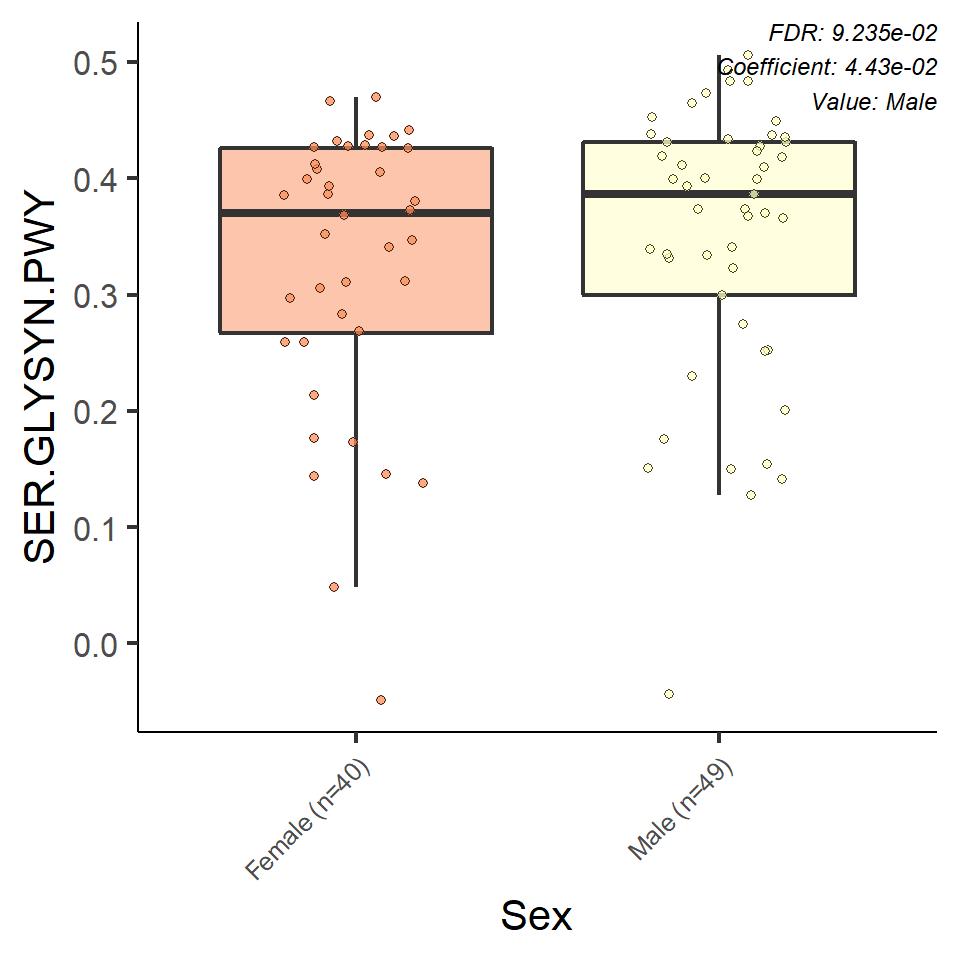 FDR: 9.235e-02
Coefficient: 4.43e-02
Value: Male
SER.GLYSYN.PWY
0.5
0.4
0.3
0.2
0.1
0.0
Female (n=40)
Male (n=49)
Sex